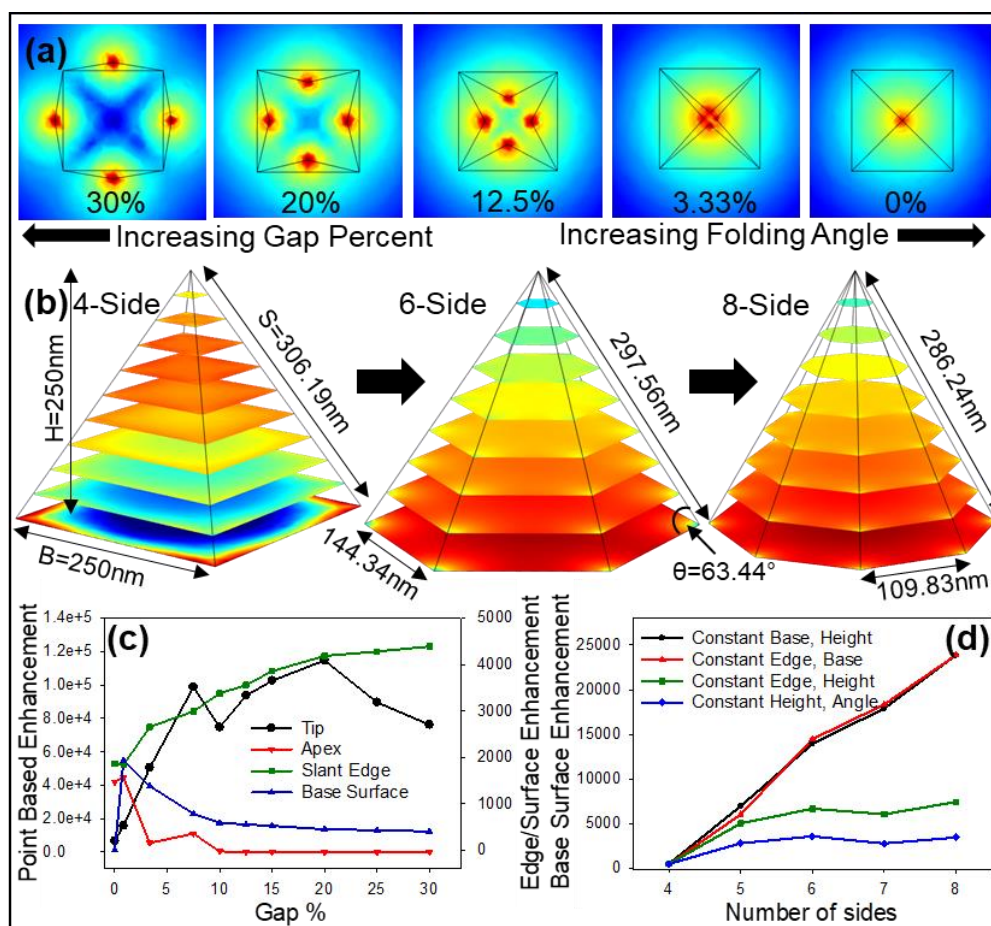 (a)
30%
20%
12.5%
3.33%
0%
Increasing Gap Percent
Increasing Folding Angle
(b)
4-Side
6-Side
8-Side
H=250nm
S=306.19nm
297.56nm
286.24nm
B=250nm
144.34nm
θ=63.44°
109.83nm
(c)
Point Based Enhancement
1.4e+5
1.2e+5
1.0e+5
8.0e+4
6.0e+4
4.0e+4
2.0e+4
0.0
Tip
Apex
Slant Edge
Base Surface
5000
4000
3000
2000
1000
0
Edge/Surface Enhancement
0 5 10 15 20 25 30
Gap %
(d)
Base Surface Enhancement
25000
20000
15000
10000
5000
0
Constant Base, Height
Constant Edge, Base
Constant Edge, Height
Constant Height, Angle
4 5 6 7 8
Number of sides